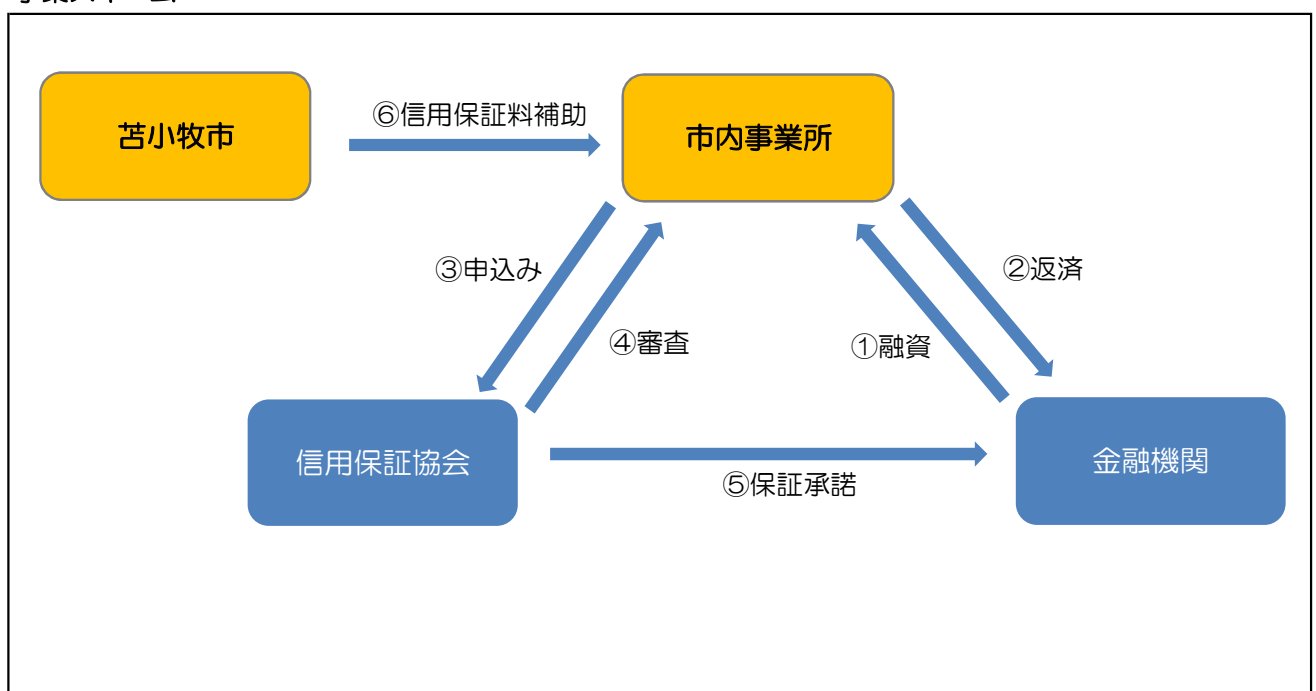 苫小牧市
⑥信用保証料補助
市内事業所
③申込み
②返済
④審査
①融資
信用保証協会
⑤保証承諾
金融機関